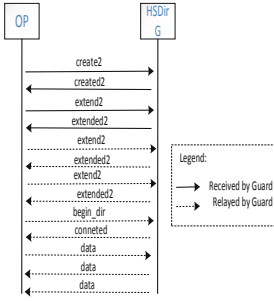 OP
HSDir
G
create2
created2
extend2
extended2
extend2
extended2
extend2
extended2
begin_dir
conneted
data
data
data
Legend:
Received by Guard
Relayed by Guard